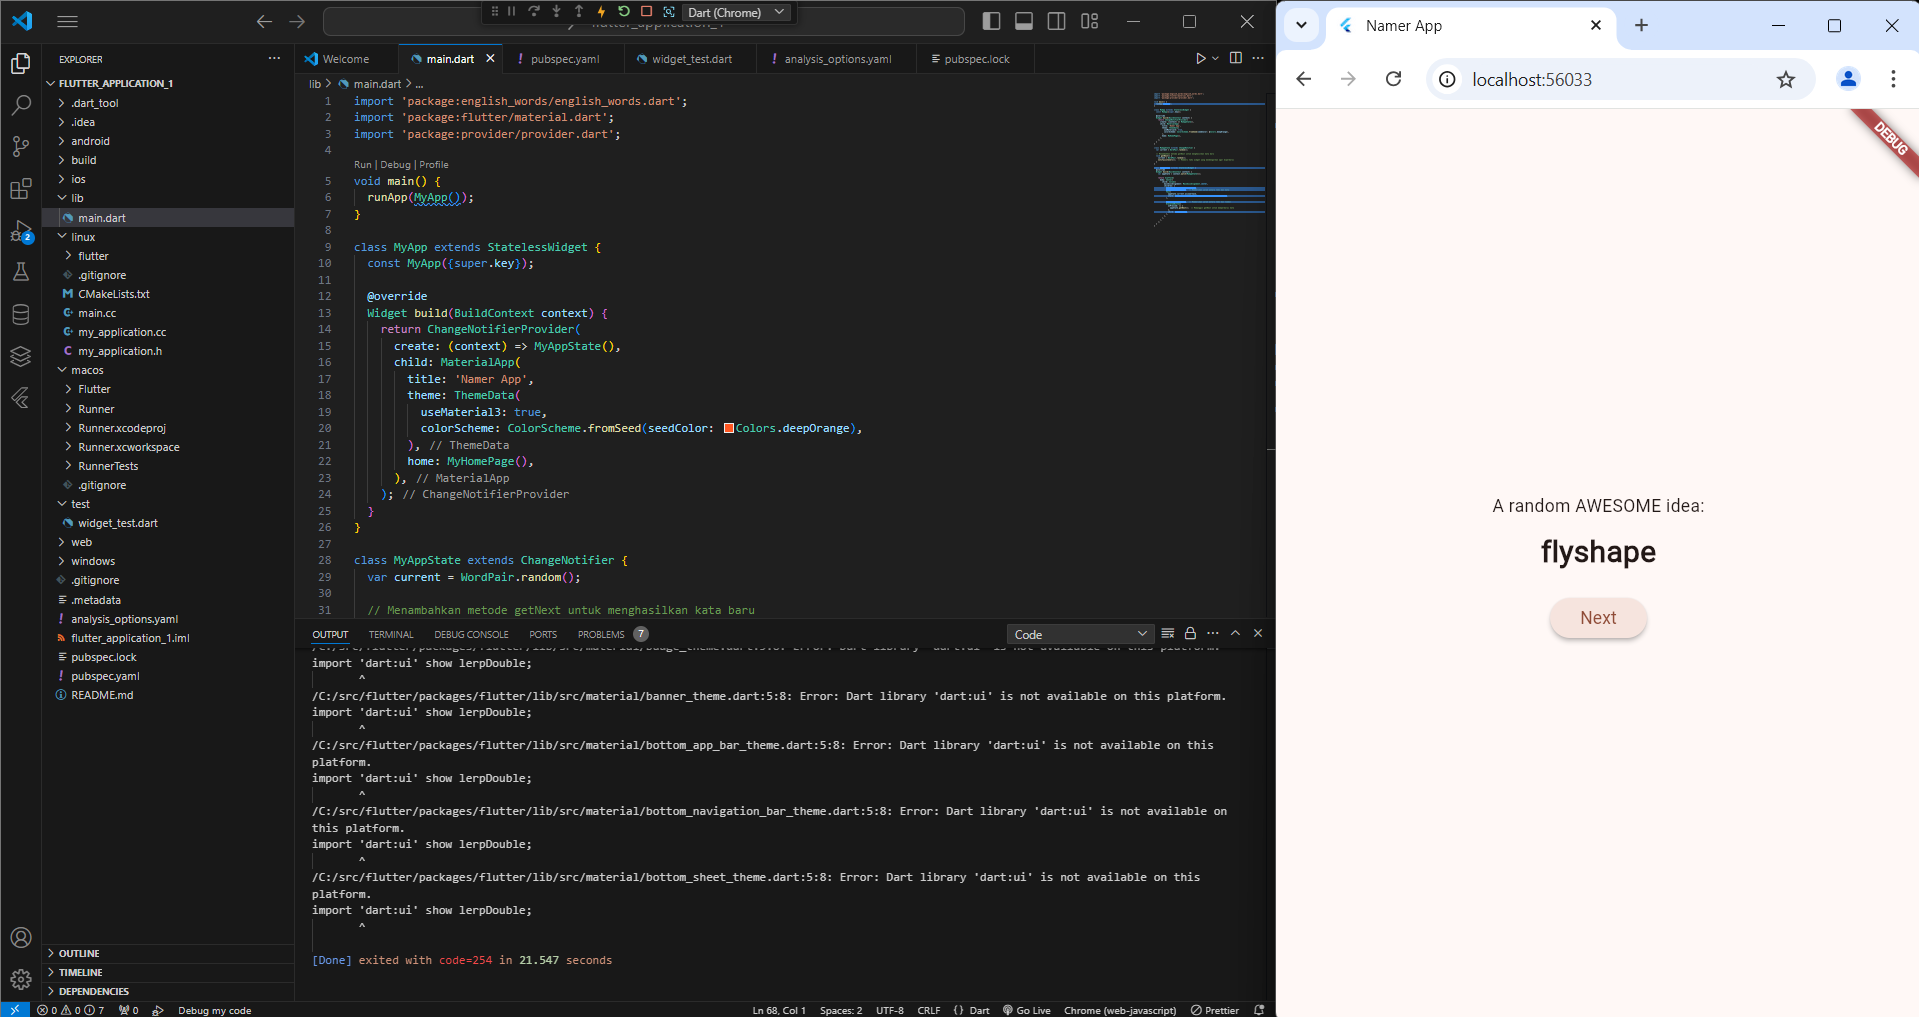 Dart (Chrome)
EXPLORER
FLUTTER_APPLICATION_1
.dart_tool
.idea
android
build
ios
lib
main.dart
linux
flutter
.gitignore
CMakeLists.txt
main.cc
my_application.cc
my_application.h
macos
Flutter
Runner
Runner.xcodeproj
Runner.xcworkspace
RunnerTests
.gitignore
test
widget_test.dart
web
windows
.gitignore
.metadata
analysis_options.yaml
flutter_application_1.iml
pubspec.lock
pubspec.yaml
README.md
OUTLINE
TIMELINE
DEPENDENCIES
2
Welcome
main.dart
pubspec.yaml
widget_test.dart
analysis_options.yaml
pubspec.lock
lib > main.dart > ...
1 import 'package:english_words/english_words.dart';
2 import 'package:flutter/material.dart';
3 import 'package:provider/provider.dart';
4
Run | Debug | Profile
5 void main() {
6 runApp(MyApp());
7 }
8
9 class MyApp extends StatelessWidget {
10 const MyApp({super.key});
11
12 @override
13 Widget build(BuildContext context) {
14 return ChangeNotifierProvider(
15 create: (context) => MyAppState(),
16 child: MaterialApp(
17 title: 'Namer App',
18 theme: ThemeData(
19 useMaterial3: true,
20 colorScheme: ColorScheme.fromSeed(seedColor: Colors.deepOrange),
21 ), // ThemeData
22 home: MyHomePage(),
23 ), // MaterialApp
24 ); // ChangeNotifierProvider
25 }
26 }
27
28 class MyAppState extends ChangeNotifier {
29 var current = WordPair.random();
30
31 // Menambahkan metode getNext untuk menghasilkan kata baru
OUTPUT TERMINAL DEBUG CONSOLE PORTS PROBLEMS 7
Code
import 'dart:ui' show lerpDouble;
^
/C:/src/flutter/packages/flutter/lib/src/material/banner_theme.dart:5:8: Error: Dart library 'dart:ui' is not available on this platform.
import 'dart:ui' show lerpDouble;
^
/C:/src/flutter/packages/flutter/lib/src/material/bottom_app_bar_theme.dart:5:8: Error: Dart library 'dart:ui' is not available on this
platform.
import 'dart:ui' show lerpDouble;
^
/C:/src/flutter/packages/flutter/lib/src/material/bottom_navigation_bar_theme.dart:5:8: Error: Dart library 'dart:ui' is not available on
this platform.
import 'dart:ui' show lerpDouble;
^
/C:/src/flutter/packages/flutter/lib/src/material/bottom_sheet_theme.dart:5:8: Error: Dart library 'dart:ui' is not available on this
platform.
import 'dart:ui' show lerpDouble;
^
[Done] exited with code=254 in 21.547 seconds
0 0 7 0 Debug my code
Ln 68, Col 1 Spaces: 2 UTF-8 CRLF {} Dart Go Live Chrome (web-javascript) Prettier
Namer App
localhost:56033
DEBUG
A random AWESOME idea:
flyshape
Next